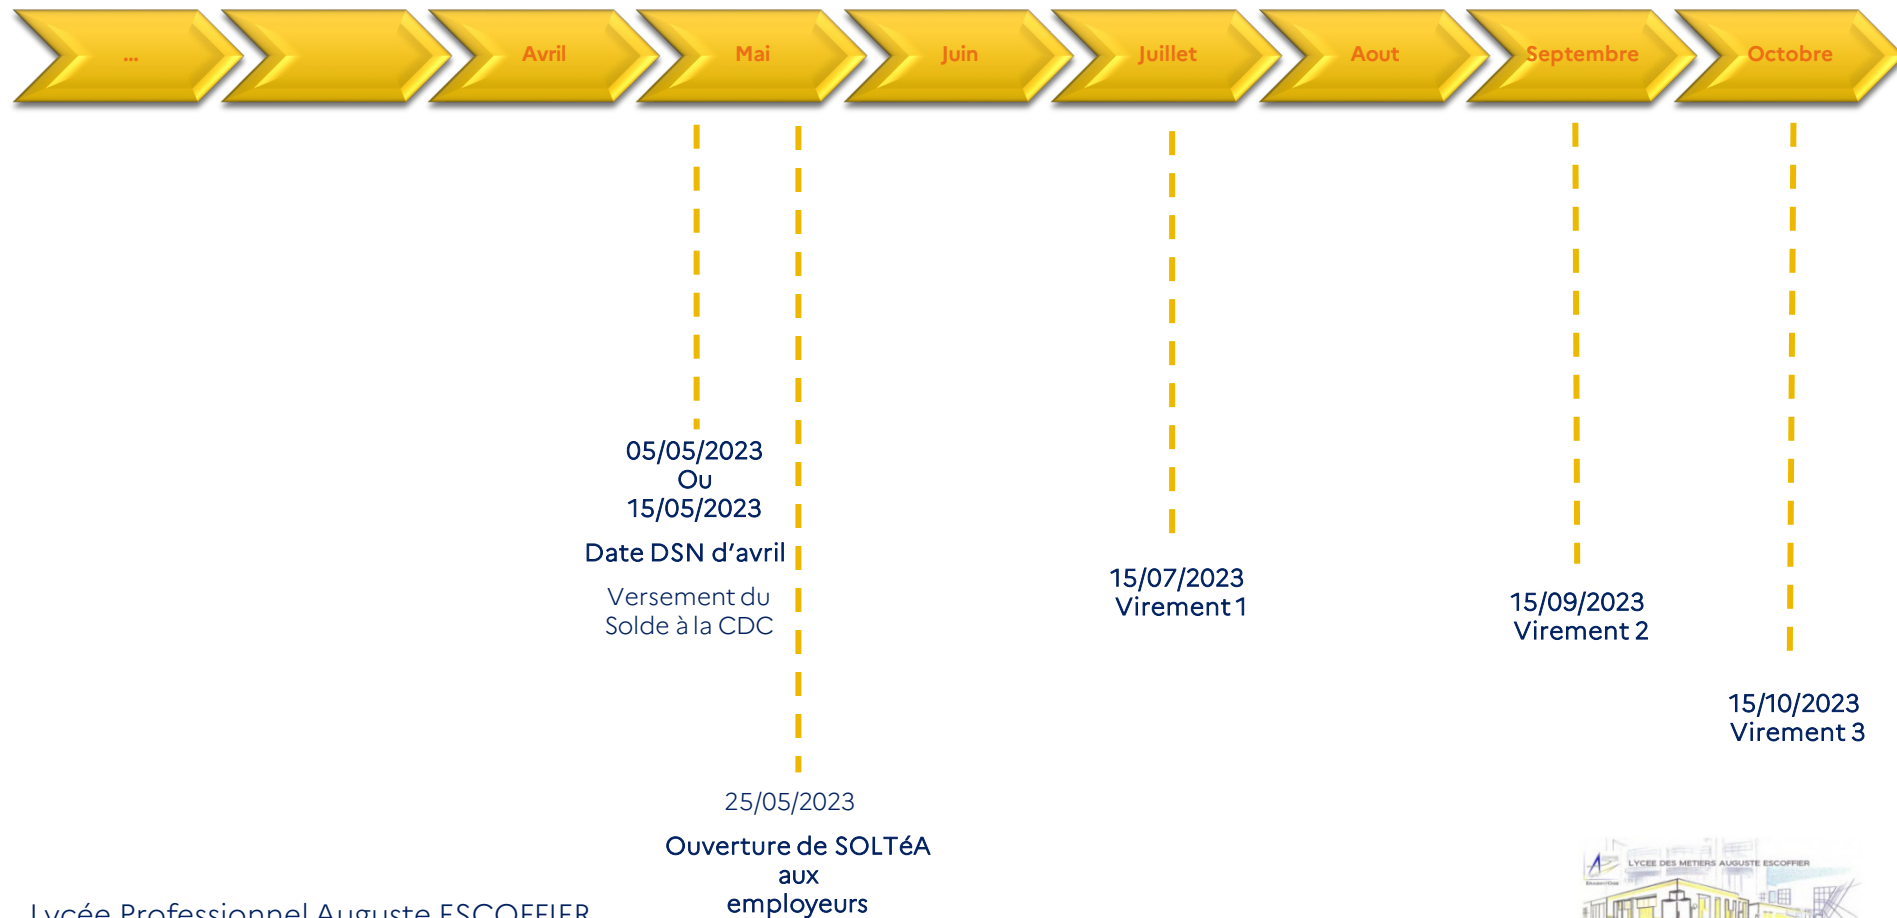 ...
Avril
Mai
Juin
Juillet
Aout
Septembre
Octobre
05/05/2023
Ou
15/05/2023
Date DSN d’avril
Versement du
Solde à la CDC
15/07/2023
Virement 1
15/09/2023
Virement 2
15/10/2023
Virement 3
25/05/2023
Ouverture de SOLTéA
aux
employeurs
Lycée Professionnel Auguste ESCOFFIER
LYCEE DES METIERS AUGUSTE ESCOFFIER